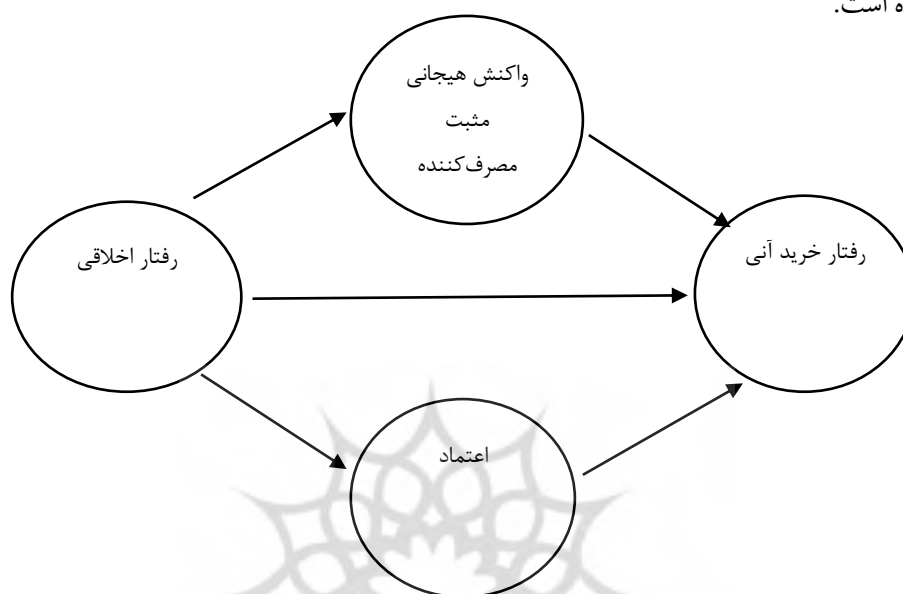 است.
واکنش هیجانی
مثبت
مصرف‌کننده
رفتار خرید آنی
رفتار اخلاقی
اعتماد